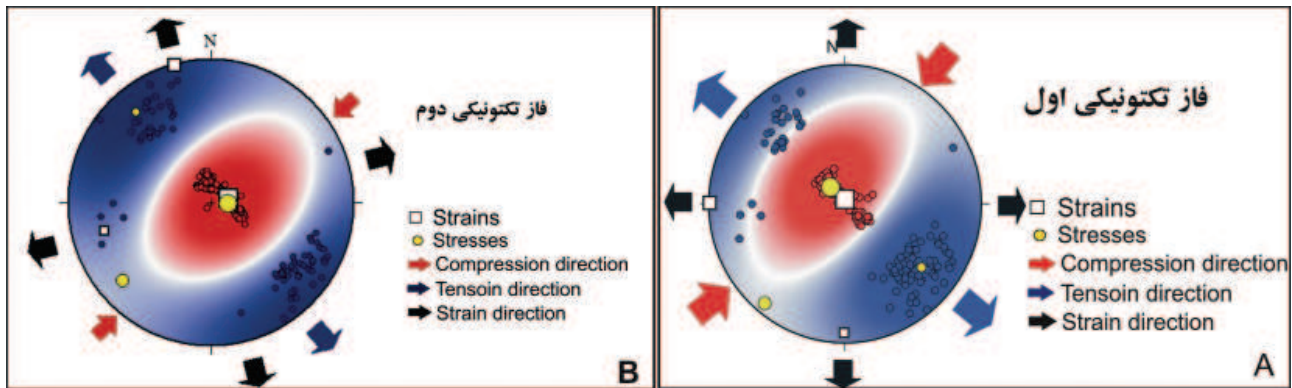 N
فاز تکتونیکی دوم
Strains
Stresses
Compression direction
Tensoin direction
Strain direction
B
N
فاز تکتونیکی اول
Strains
Stresses
Compression direction
Tensoin direction
Strain direction
A